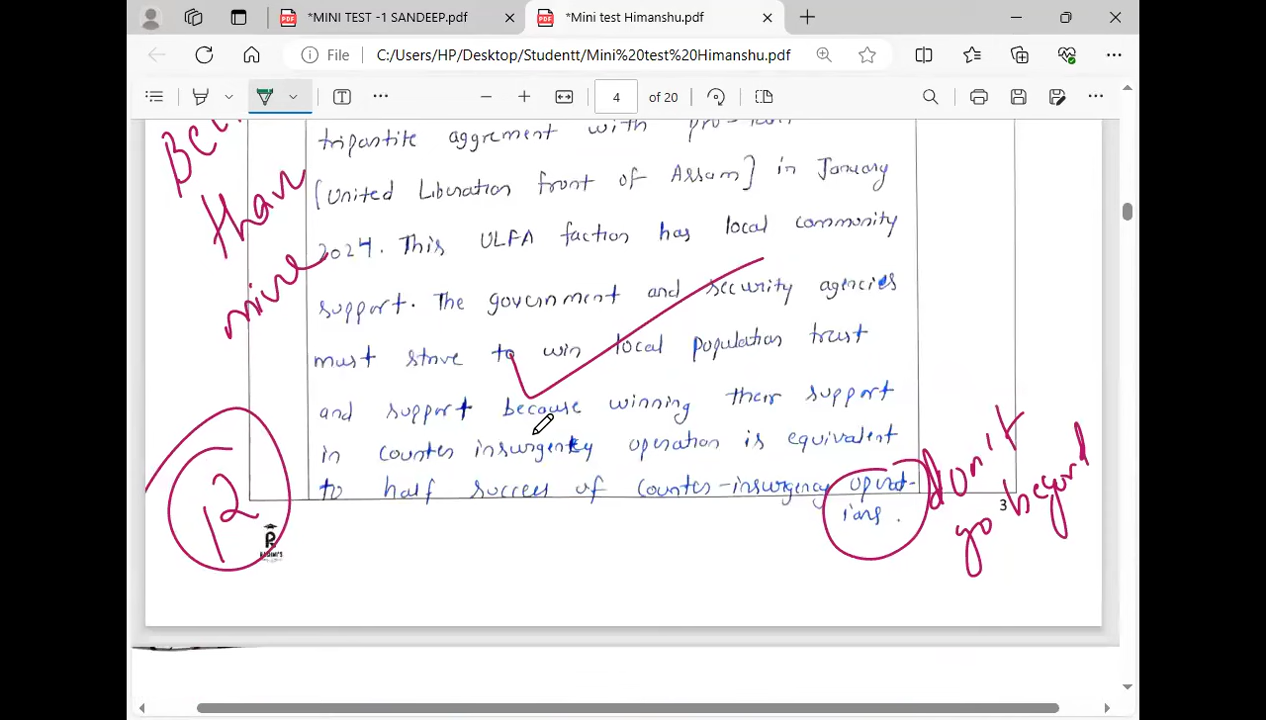 *MINI TEST -1 SANDEEP.pdf
*Mini test Himanshu.pdf
File
C:/Users/HP/Desktop/Studentt/Mini%20test%20Himanshu.pdf
4 of 20
tripartite aggrement with pro-
[United Liberation front of Assam] in January
2024. This ULFA faction has local community
support. The government and security agencies
must strive to win local population trust
and support because winning their support
in counter insurgency operation is equivalent
to half success of counter-insurgency operat-
ions.
than
mine
12
don't
go beyond
3